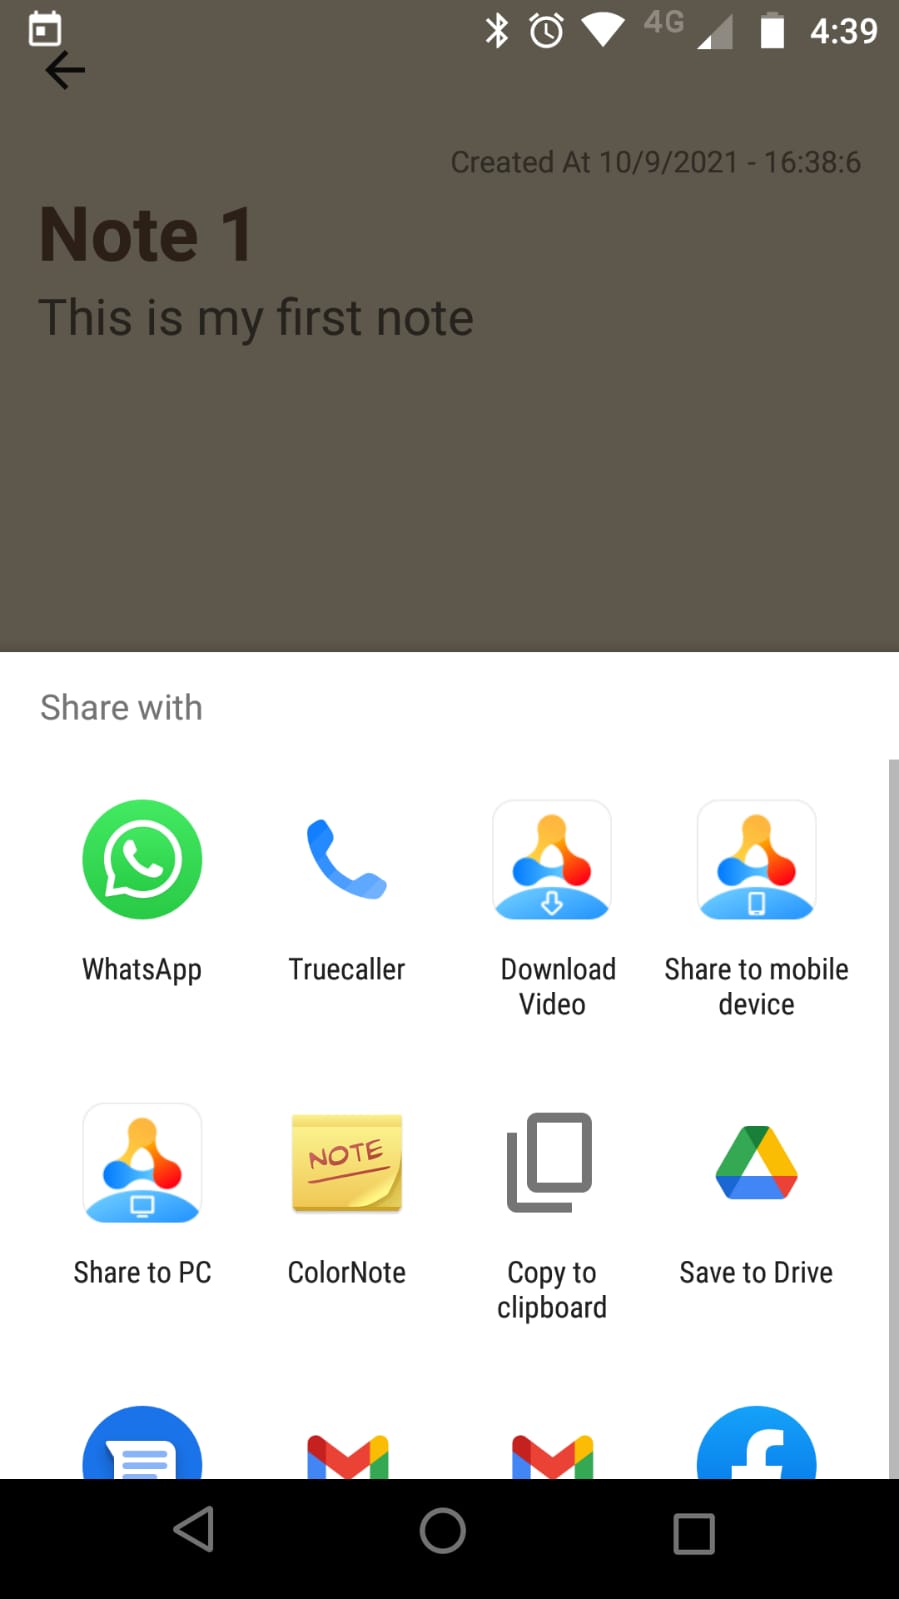 4G 4:39
Created At 10/9/2021 - 16:38:6
Note 1
This is my first note
Share with
WhatsApp
Truecaller
Download
Video
Share to mobile
device
NOTE
Share to PC
ColorNote
Copy to
clipboard
Save to Drive